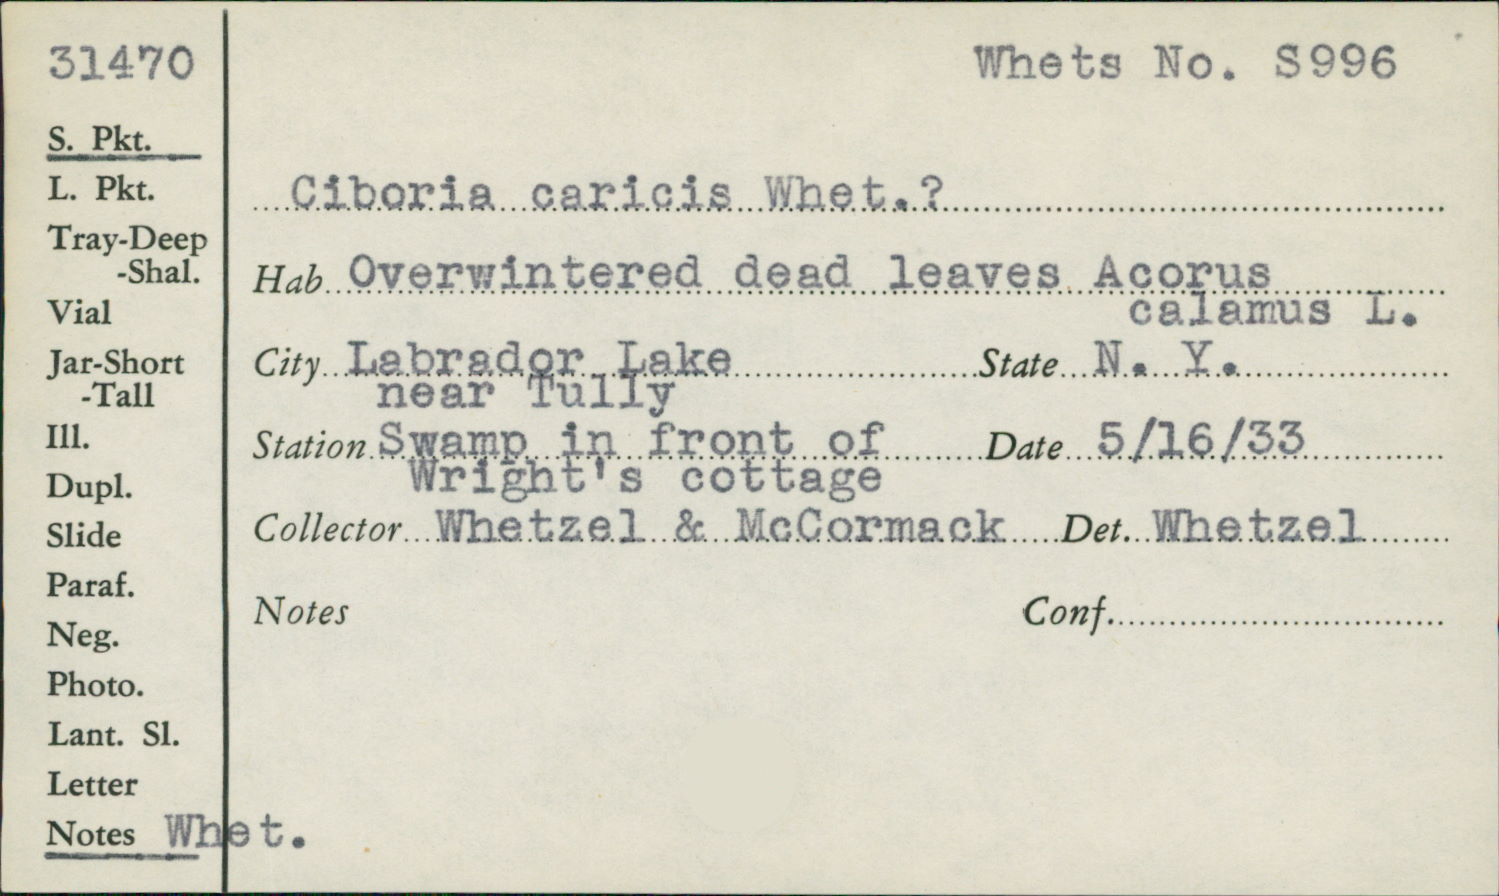 31470
Whets No. S996
S. Pkt.
L. Pkt.
Tray-Deep
-Shal.
Vial
Jar-Short
-Tall
Ill.
Dupl.
Slide
Paraf.
Neg.
Photo.
Lant. Sl.
Letter
Notes Whet.
Ciboria caricis Whet.?
Hab Overwintered dead leaves Acorus
calamus L.
City Labrador Lake State N. Y.
near Tully
Station Swamp in front of Date 5/16/33
Wright's cottage
Collector Whetzel & McCormack Det. Whetzel
Notes Conf.